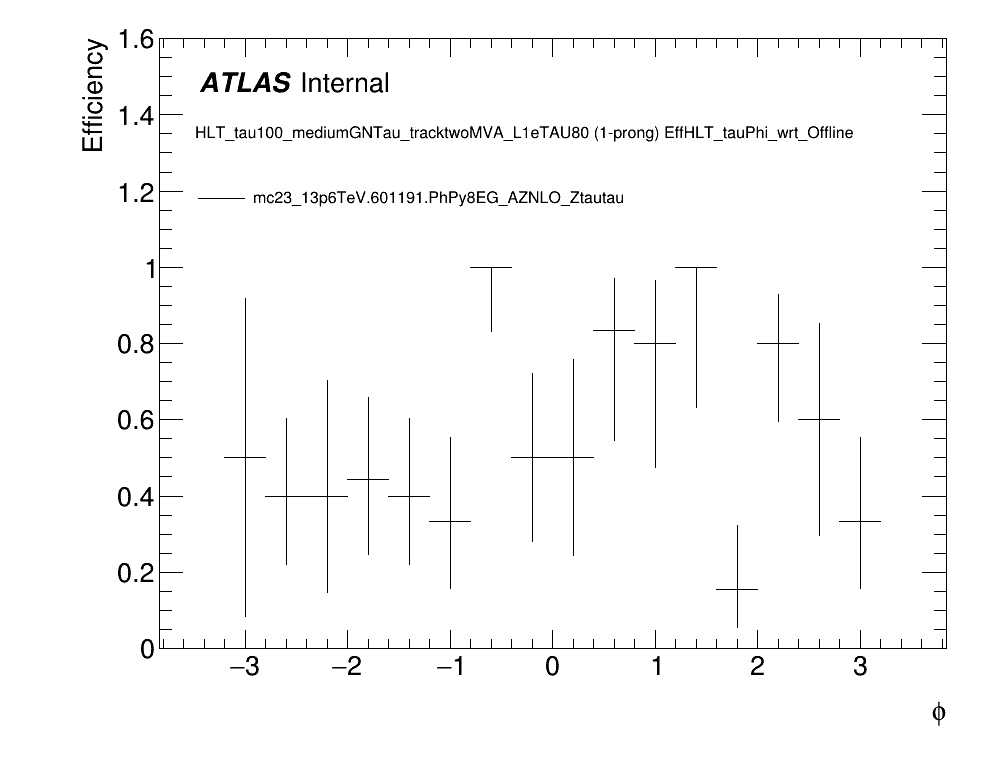 Efficiency
1.6
1.4
1.2
1
0.8
0.6
0.4
0.2
0
ATLAS Internal
HLT_tau100_mediumGNTau_tracktwoMVA_L1eTAU80 (1-prong) EffHLT_tauPhi_wrt_Offline
mc23_13p6TeV.601191.PhPy8EG_AZNLO_Ztautau
−3 −2 −1 0 1 2 3
ϕ